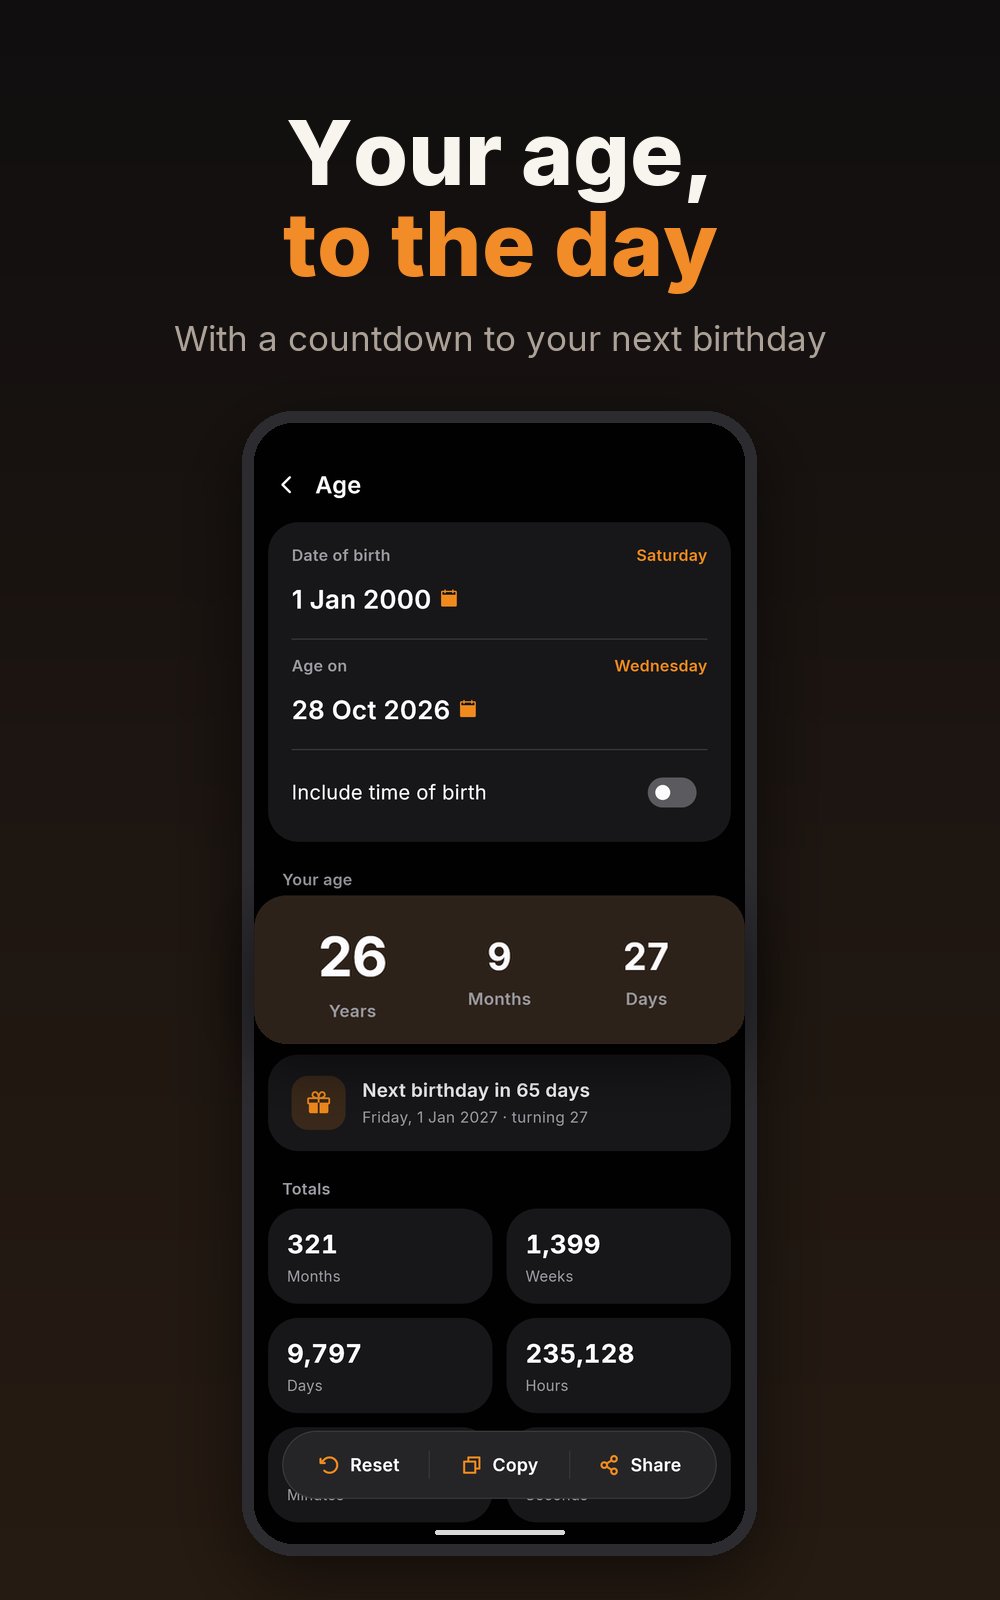 Your age,
to the day
With a countdown to your next birthday
Age
Date of birth
Saturday
1 Jan 2000
Age on
Wednesday
28 Oct 2026
Include time of birth
Your age
26
Years
9
Months
27
Days
Next birthday in 65 days
Friday, 1 Jan 2027 · turning 27
Totals
321
Months
1,399
Weeks
9,797
Days
235,128
Hours
Reset
Copy
Share
Minutes
Seconds